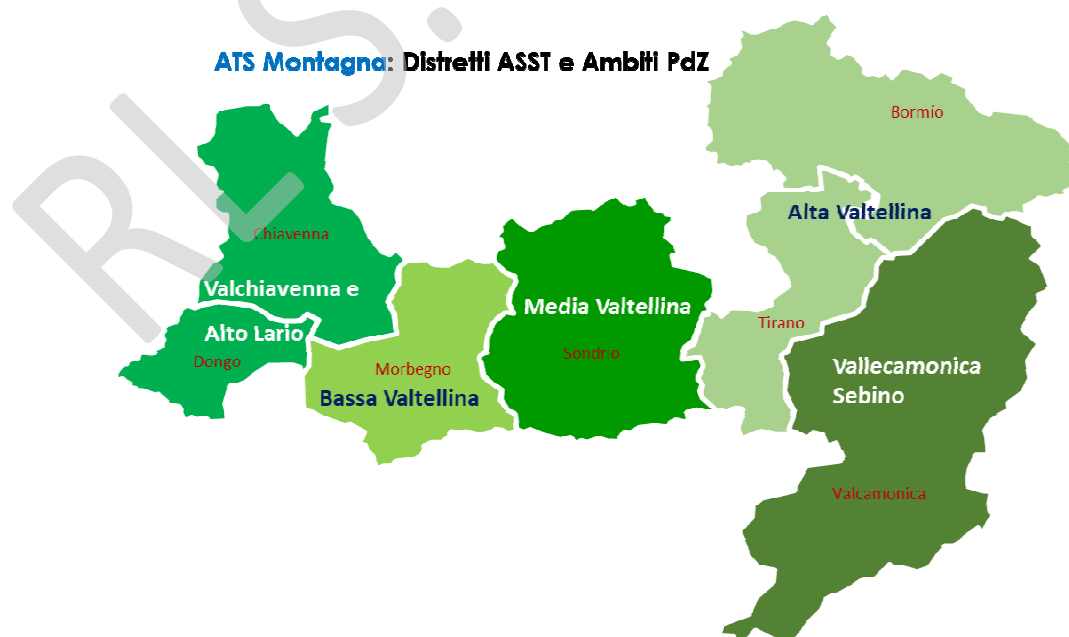 ATS Montagna: Distretti ASST e Ambiti PdZ
Bormio
Alta Valtellina
Chiavenna
Valchiavenna e
Alto Lario
Dongo
Media Valtellina
Sondrio
Tirano
Morbegno
Bassa Valtellina
Vallecamonica
Sebino
Valcamonica
RLS.